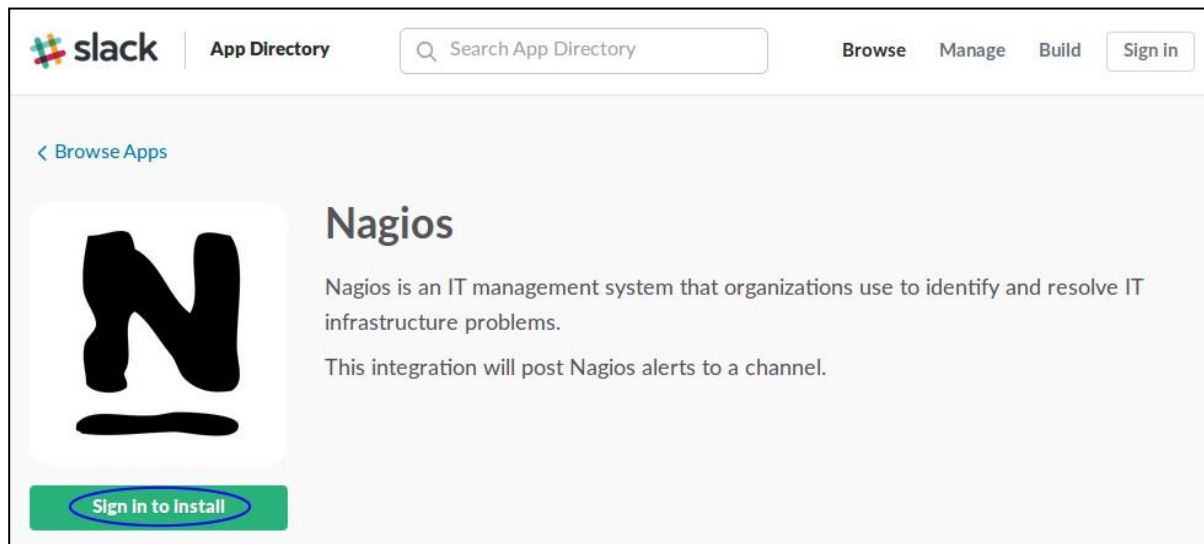 slack
App Directory
Search App Directory
Browse
Manage
Build
Sign in
Browse Apps
N
Nagios
Nagios is an IT management system that organizations use to identify and resolve IT
infrastructure problems.
This integration will post Nagios alerts to a channel.
Sign in to install